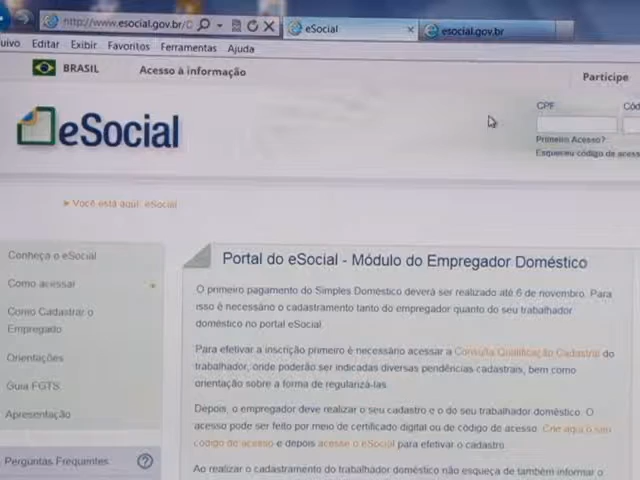 http://www.esocial.gov.br/
eSocial
esocial.gov.br
Editar Exibir Favoritos Ferramentas Ajuda
BRASIL Acesso à informação Participe
eSocial
CPF
Primeiro Acesso?
Esqueceu código de
Você está aqui: eSocial
Conheça o eSocial
Como acessar
Como Cadastrar o
Empregado
Orientações
Guia FGTS
Apresentação
Perguntas Frequentes
Portal do eSocial - Módulo do Empregador Doméstico
O primeiro pagamento do Simples Doméstico deverá ser realizado até 6 de novembro. Para
isso é necessário o cadastramento tanto do empregador quanto do seu trabalhador
doméstico no portal eSocial
Para efetivar a inscrição primeiro é necessário acessar a Consulta Qualificação Cadastral do
trabalhador, onde poderão ser indicadas diversas pendências cadastrais, bem como
orientação sobre a forma de regularizá-las.
Depois, o empregador deve realizar o seu cadastro e o do seu trabalhador doméstico. O
acesso pode ser feito por meio de certificado digital ou de código de acesso. Crie aqui o seu
código de acesso e depois acesse o eSocial para efetivar o cadastro.
Ao realizar o cadastramento do trabalhador doméstico não esqueça de também informar o